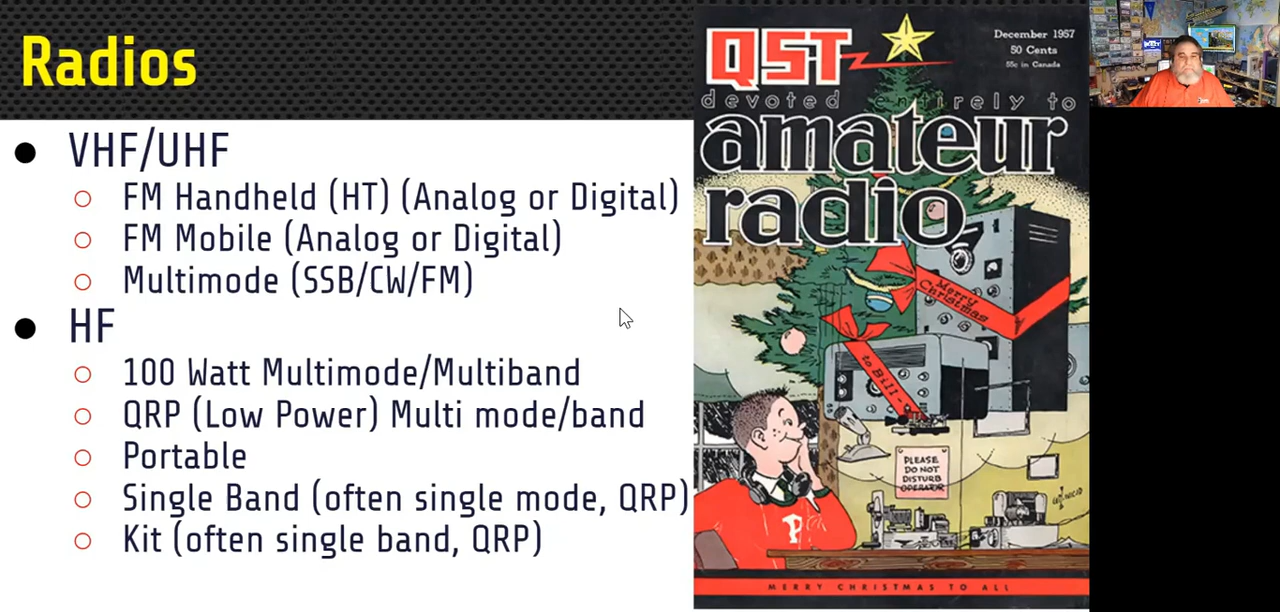 Radios
VHF/UHF
FM Handheld (HT) (Analog or Digital)
FM Mobile (Analog or Digital)
Multimode (SSB/CW/FM)
HF
100 Watt Multimode/Multiband
QRP (Low Power) Multi mode/band
Portable
Single Band (often single mode, QRP)
Kit (often single band, QRP)
QST
December 1957
50 Cents
55c in Canada
devoted entirely to
amateur
radio
Merry
Christmas
to Bill
PLEASE
DO NOT
DISTURB
OPERATOR
P
MERRY CHRISTMAS TO ALL